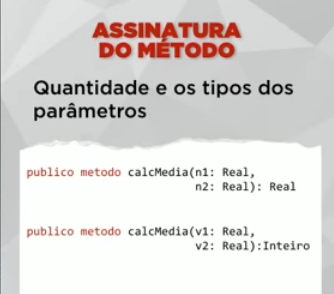 ASSINATURA
DO MÉTODO
Quantidade e os tipos dos
parâmetros
publico metodo calcMedia(n1: Real,
n2: Real): Real
publico metodo calcMedia(v1: Real,
v2: Real):Inteiro